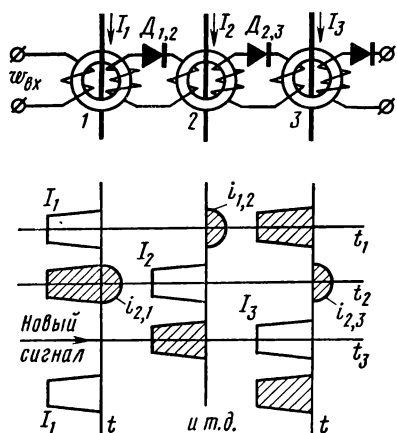 I₁ Д₁,₂ I₂ Д₂,₃ I₃
wвх
1 2 3
I₁ i₁,₂
t₁
I₂
i₂,₁ i₂,₃ t₂
Новый I₃
сигнал t₃
I₁ t и т.д. t